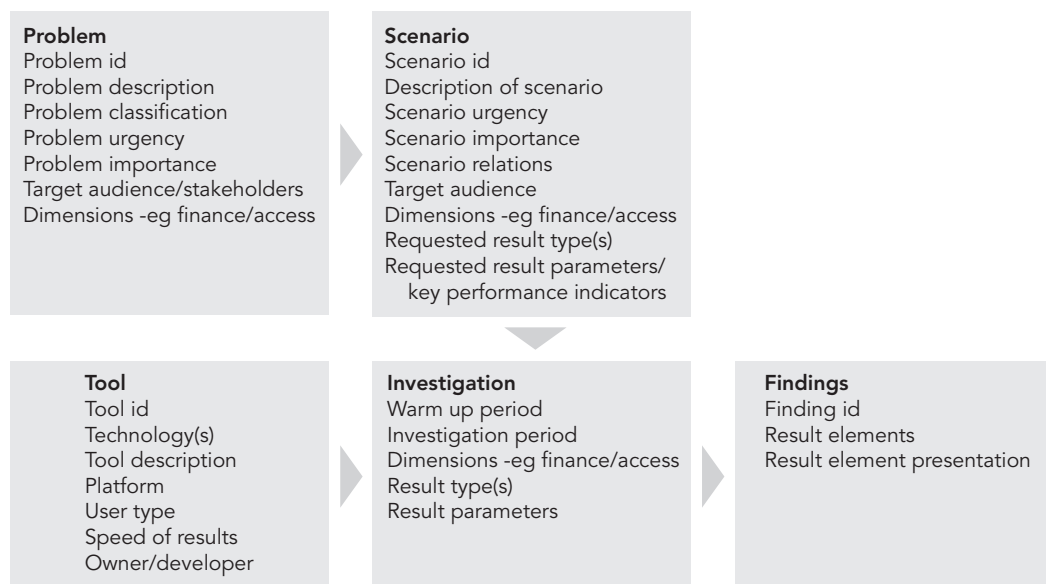 Problem
Problem id
Problem description
Problem classification
Problem urgency
Problem importance
Target audience/stakeholders
Dimensions -eg finance/access
Scenario
Scenario id
Description of scenario
Scenario urgency
Scenario importance
Scenario relations
Target audience
Dimensions -eg finance/access
Requested result type(s)
Requested result parameters/
key performance indicators
Tool
Tool id
Technology(s)
Tool description
Platform
User type
Speed of results
Owner/developer
Investigation
Warm up period
Investigation period
Dimensions -eg finance/access
Result type(s)
Result parameters
Findings
Finding id
Result elements
Result element presentation